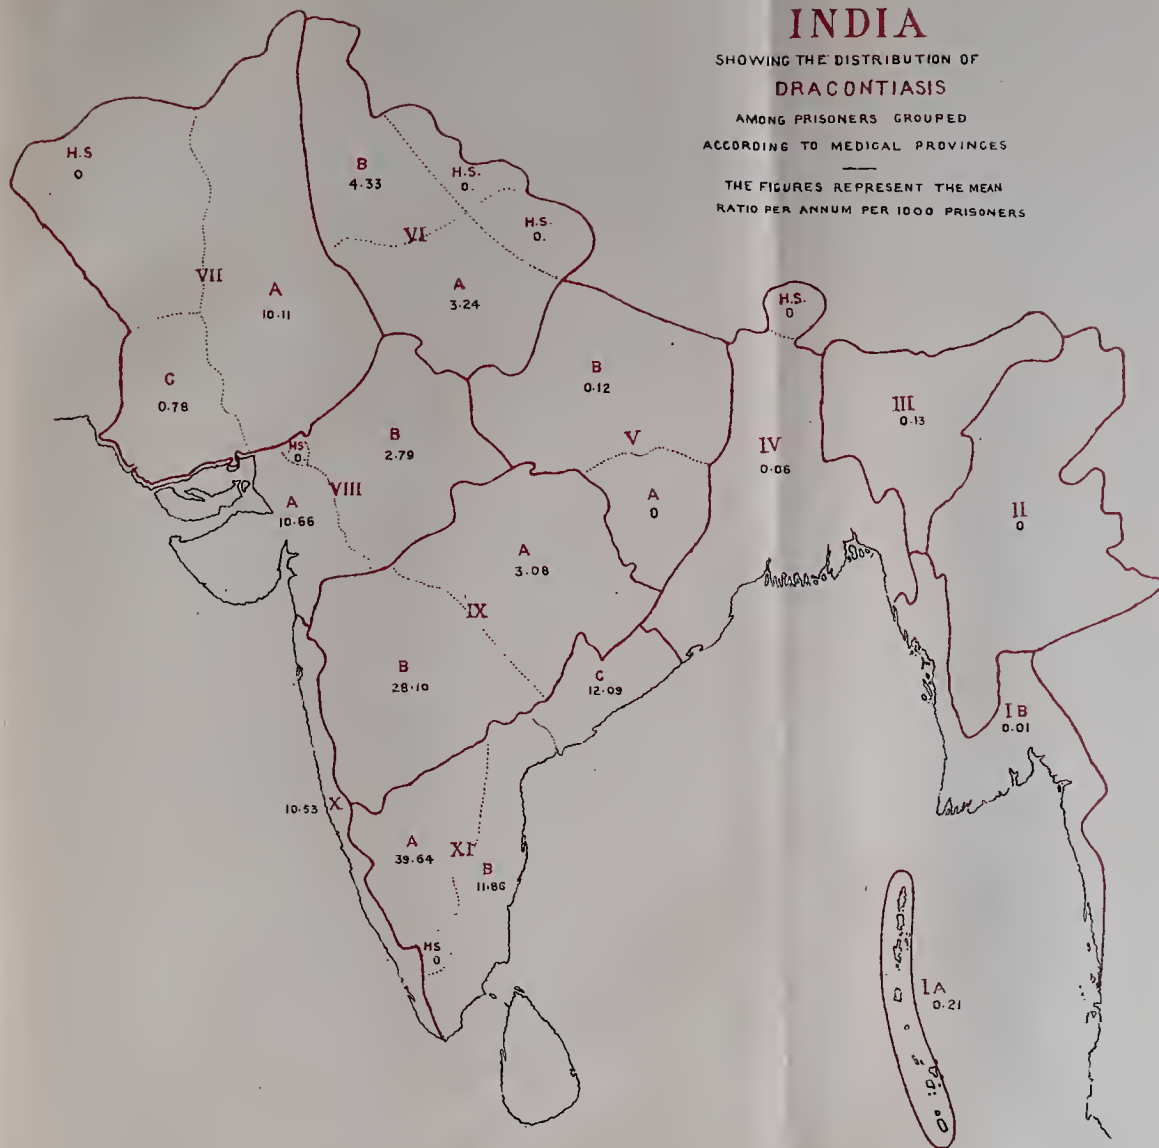 INDIA
SHOWING THE DISTRIBUTION OF
DRACONTIASIS
AMONG PRISONERS GROUPED
ACCORDING TO MEDICAL PROVINCES
THE FIGURES REPRESENT THE MEAN
RATIO PER ANNUM PER 1000 PRISONERS
H.S
0
B
4.33
H.S.
0.
H.S.
0.
VI
VII
A
10.11
A
3.24
H.S.
0
C
0.78
B
0.12
III
0.13
HS
0.
B
2.79
V
IV
0.06
VIII
A
10.66
A
0
II
0
A
3.08
IX
B
28.10
C
12.09
I B
0.01
10.53 X
A
39.64
XI
B
11.86
HS
0
I A
0.21